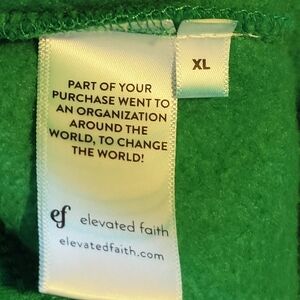 XL
PART OF YOUR
PURCHASE WENT TO
AN ORGANIZATION
AROUND THE
WORLD, TO CHANGE
THE WORLD!
ef elevated faith
elevatedfaith.com